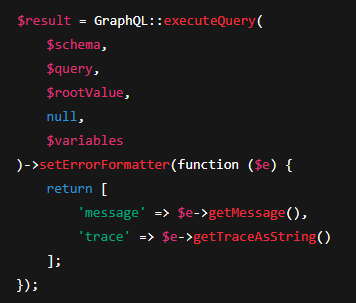 $result = GraphQL::executeQuery(
    $schema,
    $query,
    $rootValue,
    null,
    $variables
)->setErrorFormatter(function ($e) {
    return [
        'message' => $e->getMessage(),
        'trace' => $e->getTraceAsString()
    ];
});